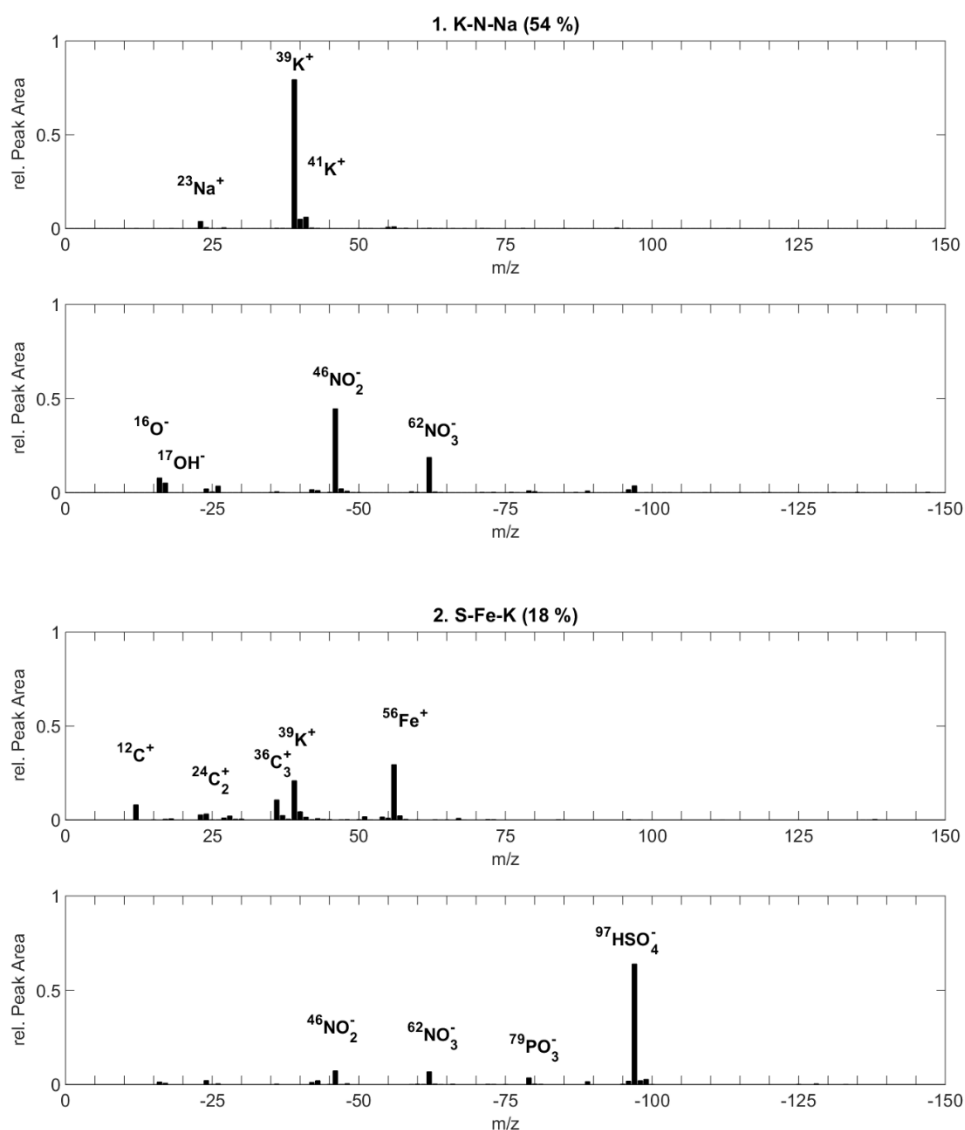 1. K-N-Na (54 %)
rel. Peak Area
1
0.5
0
³⁹K⁺
⁴¹K⁺
²³Na⁺
0 25 50 75 100 125 150
m/z
rel. Peak Area
1
0.5
0
⁴⁶NO₂⁻
¹⁶O⁻
⁶²NO₃⁻
¹⁷OH⁻
0 -25 -50 -75 -100 -125 -150
m/z
2. S-Fe-K (18 %)
rel. Peak Area
1
0.5
0
⁵⁶Fe⁺
³⁹K⁺
¹²C⁺
³⁶C₃⁺
²⁴C₂⁺
0 25 50 75 100 125 150
m/z
rel. Peak Area
1
0.5
0
⁹⁷HSO₄⁻
⁴⁶NO₂⁻
⁶²NO₃⁻
⁷⁹PO₃⁻
0 -25 -50 -75 -100 -125 -150
m/z